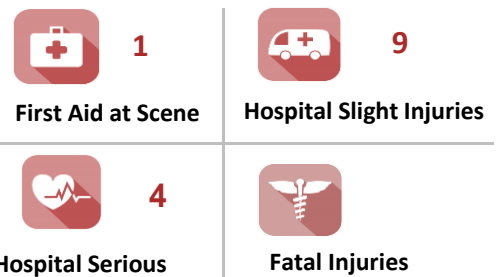 1
9
First Aid at Scene
Hospital Slight Injuries
4
Hospital Serious
Fatal Injuries